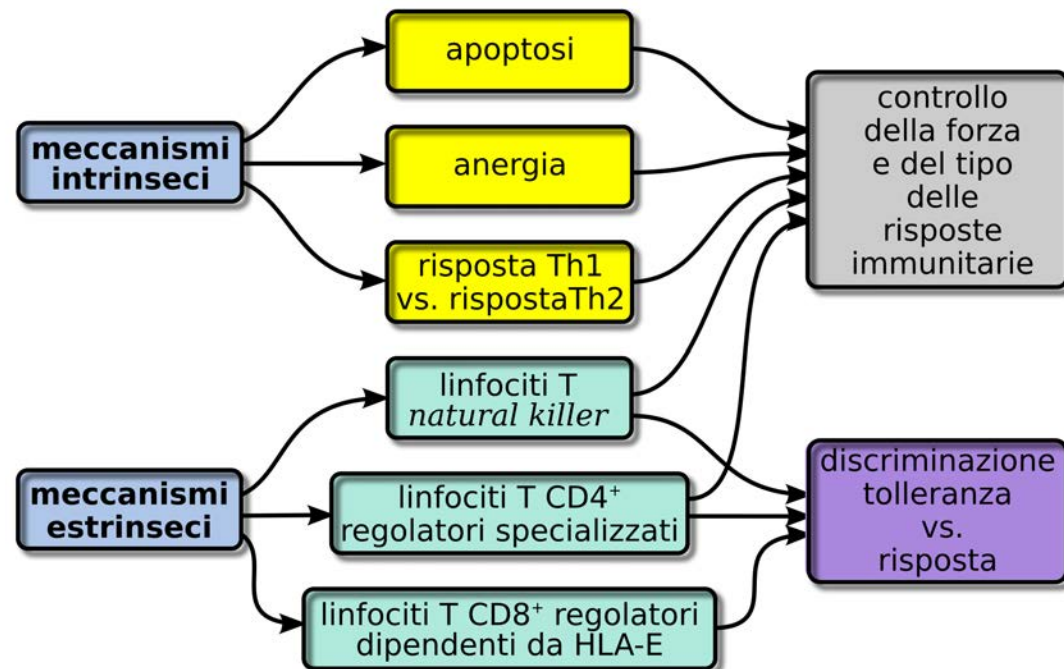 meccanismi
intrinseci
apoptosi
anergia
risposta Th1
vs. rispostaTh2
controllo
della forza
e del tipo
delle
risposte
immunitarie
meccanismi
estrinseci
linfociti T
natural killer
linfociti T CD4⁺
regolatori specializzati
linfociti T CD8⁺ regolatori
dipendenti da HLA-E
discriminazione
tolleranza
vs.
risposta